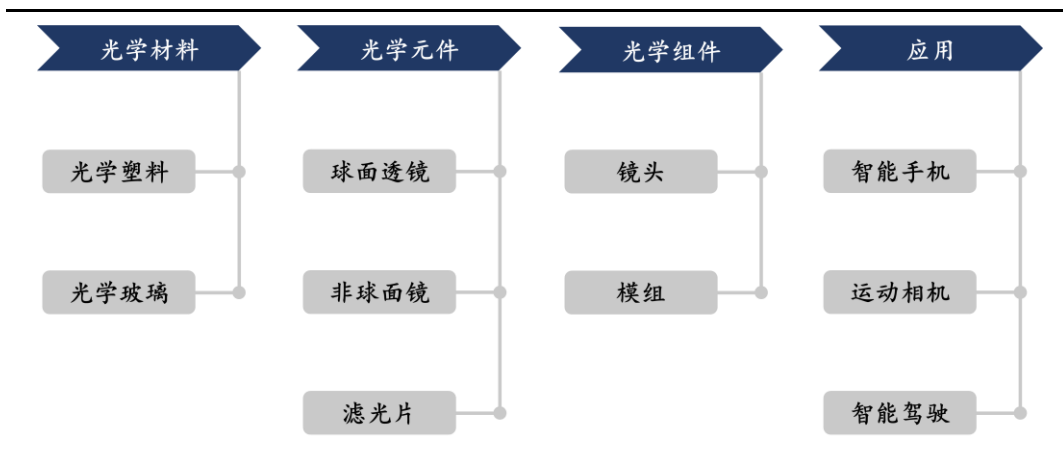 光学材料
光学塑料
光学玻璃
光学元件
球面透镜
非球面镜
滤光片
光学组件
镜头
模组
应用
智能手机
运动相机
智能驾驶